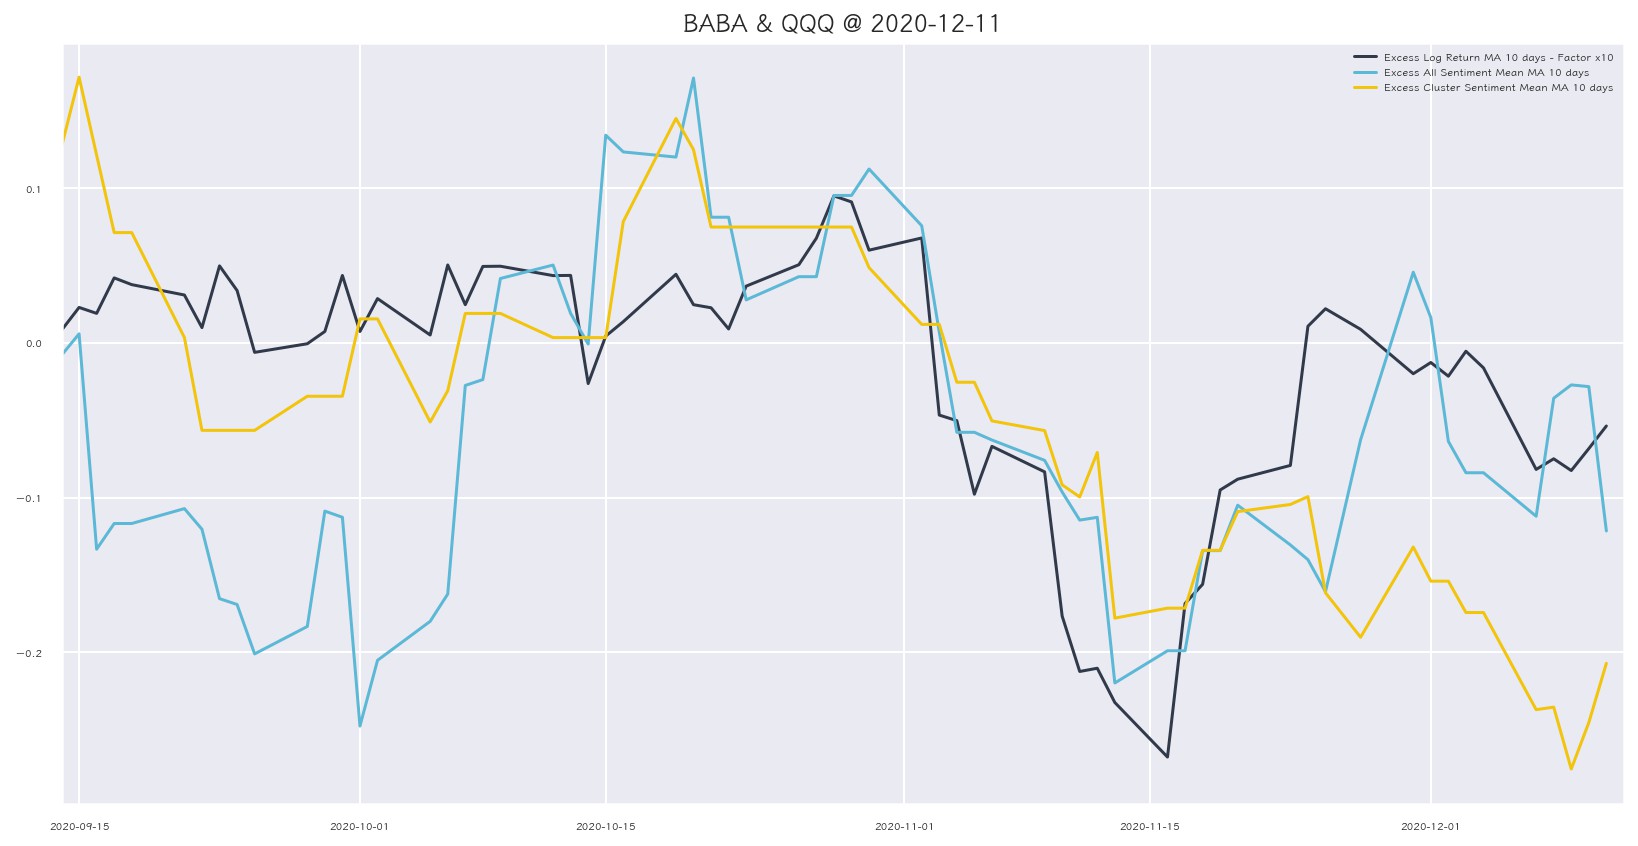 BABA & QQQ @ 2020-12-11
Excess Log Return MA 10 days - Factor x10
Excess All Sentiment Mean MA 10 days
Excess Cluster Sentiment Mean MA 10 days
0.1
0.0
−0.1
−0.2
2020-09-15 2020-10-01 2020-10-15 2020-11-01 2020-11-15 2020-12-01